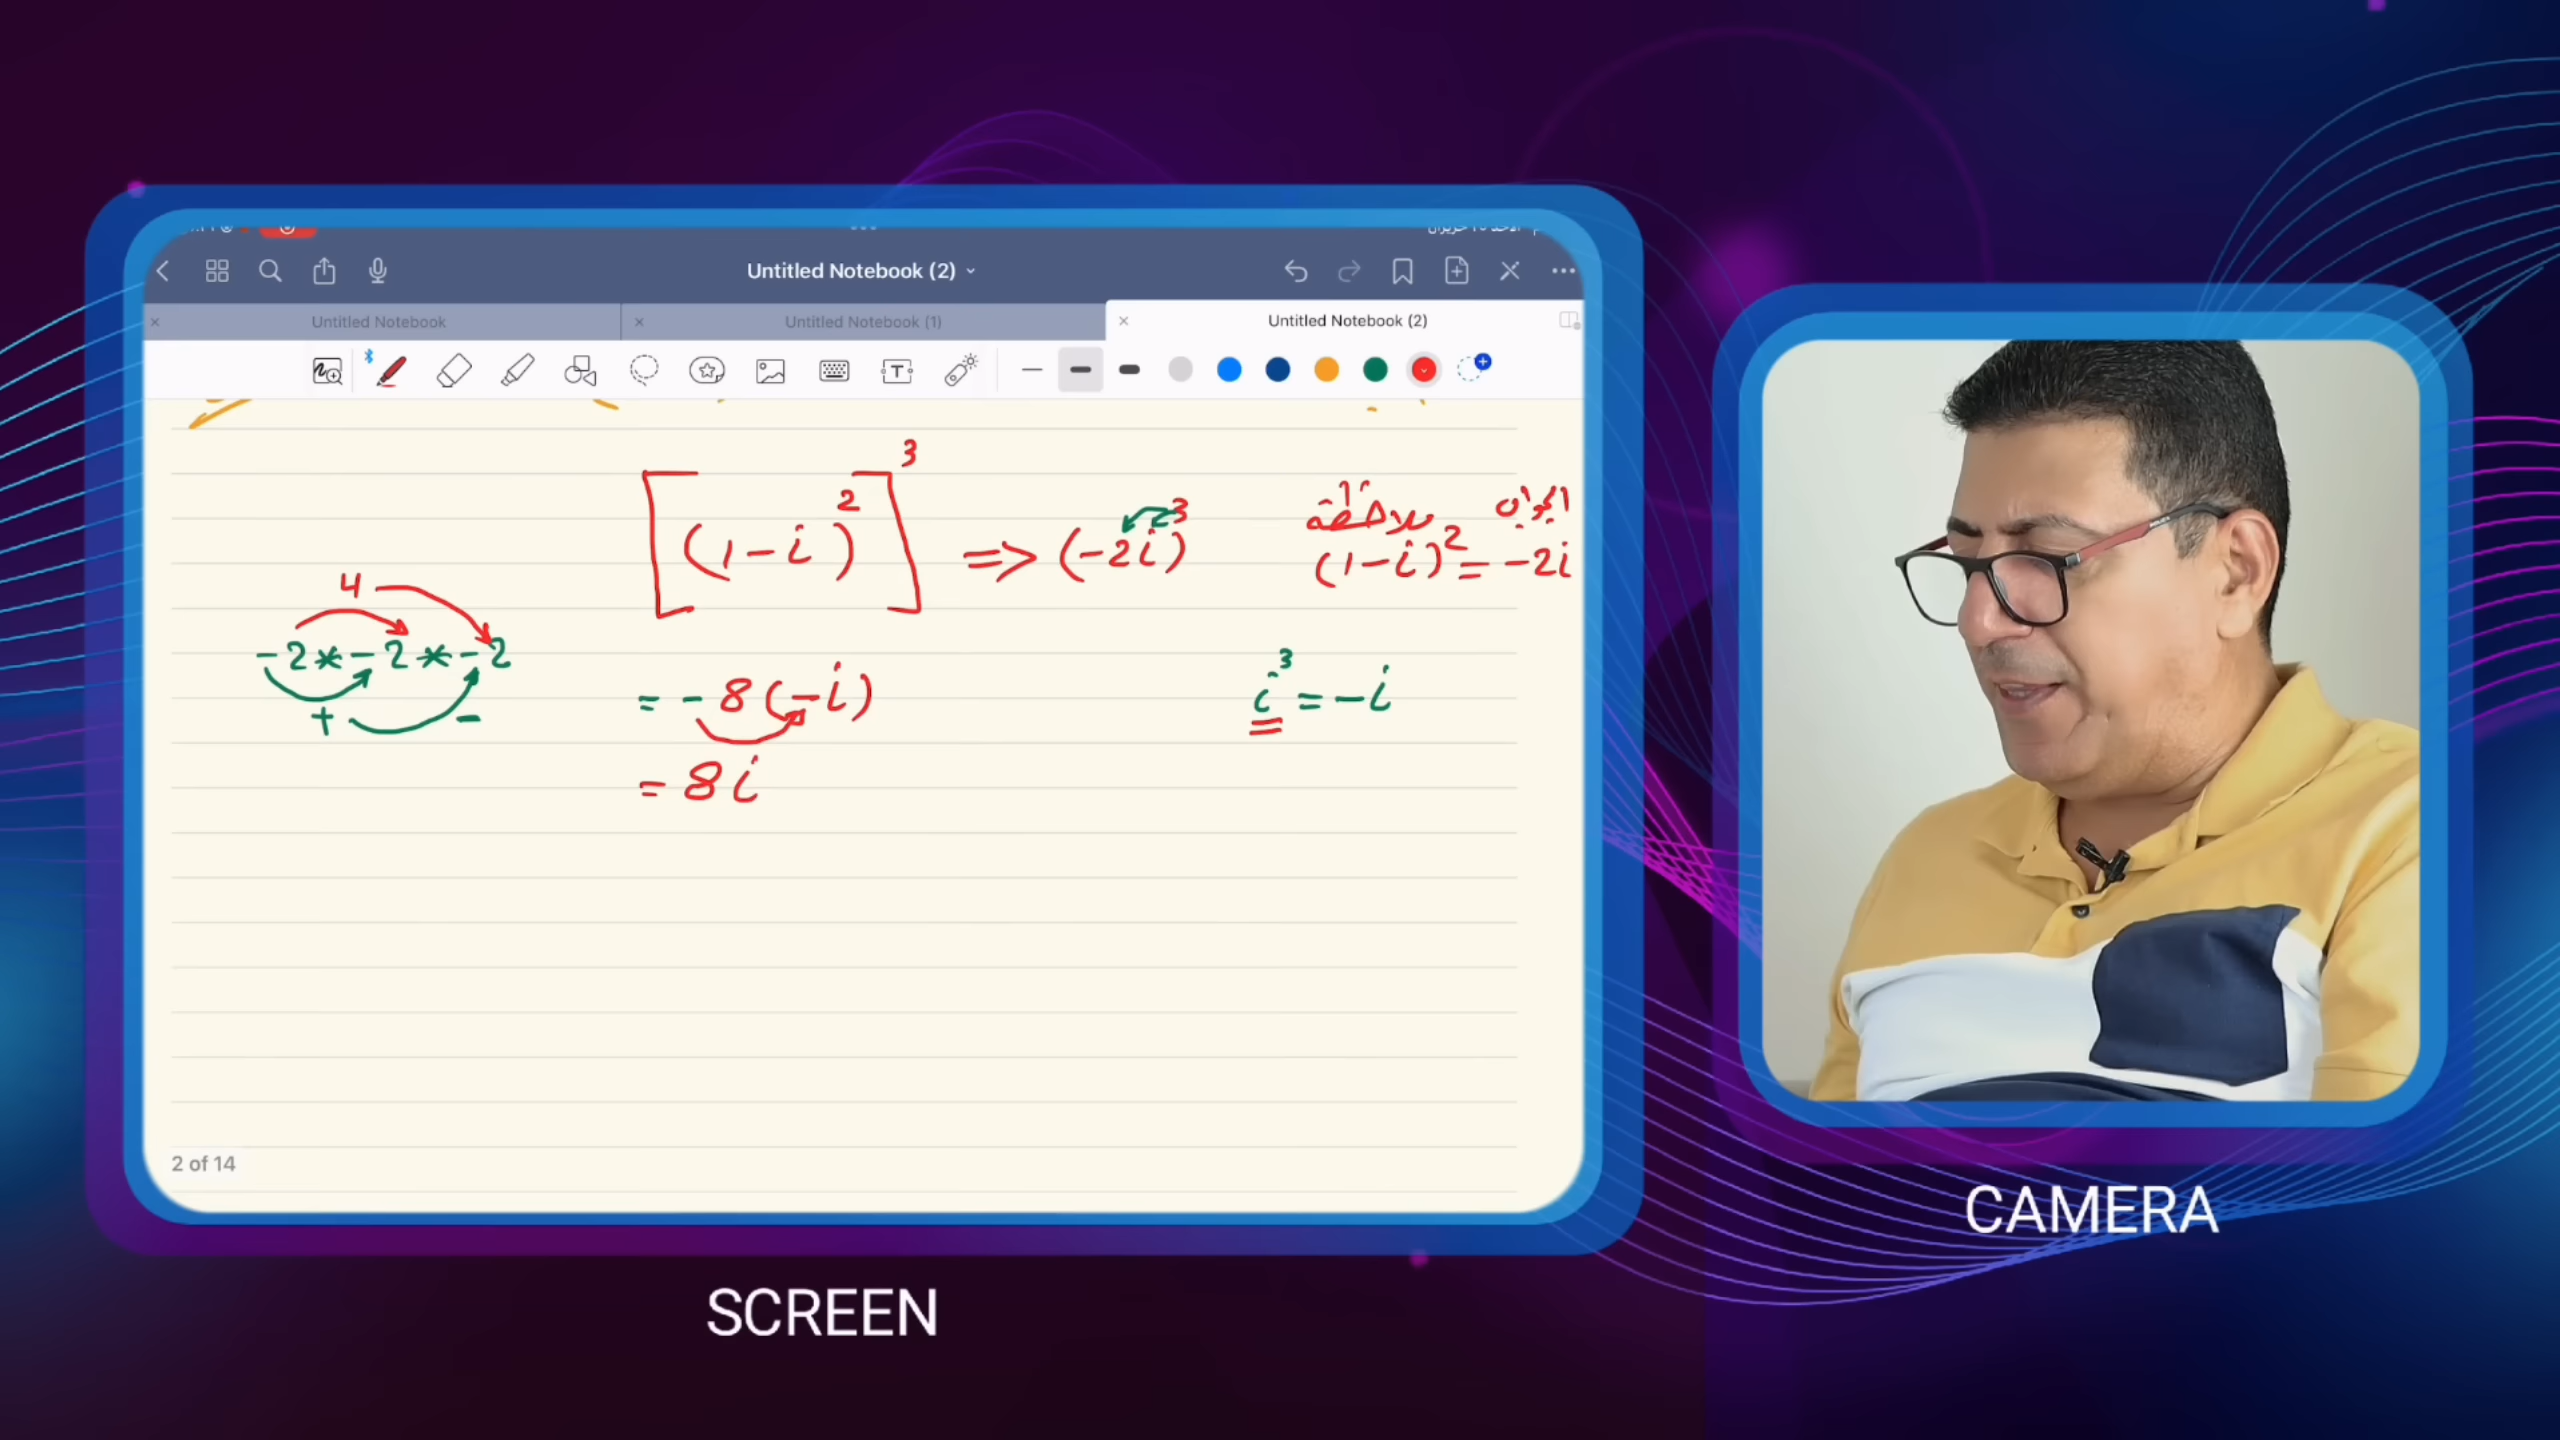 Untitled Notebook (2)
Untitled Notebook
Untitled Notebook (1)
Untitled Notebook (2)
[(1-i)²]³ => (-2i)³
ملاحظة
(1-i)² = -2i
4
-2*-2*-2
+ -
= -8(-i)
i³ = -i
= 8i
2 of 14
SCREEN
CAMERA